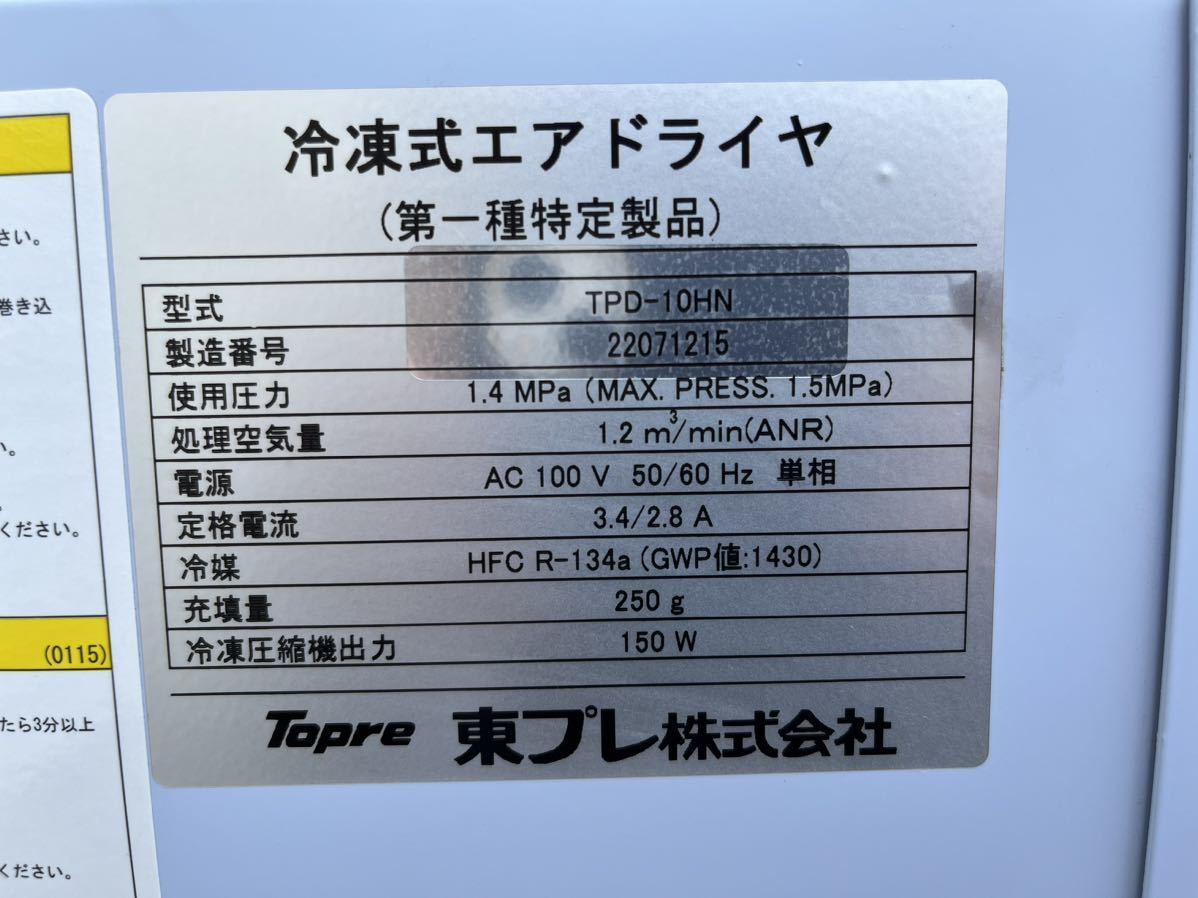 冷凍式エアドライヤ
(第一種特定製品)
型式 TPD-10HN
製造番号 22071215
使用圧力 1.4 MPa (MAX. PRESS. 1.5MPa)
処理空気量 1.2 m³/min(ANR)
電源 AC 100 V 50/60 Hz 単相
定格電流 3.4/2.8 A
冷媒 HFC R-134a (GWP値:1430)
充填量 250 g
冷凍圧縮機出力 150 W
Topre 東プレ株式会社
さい。
巻き込
い。
ください。
(0115)
たら3分以上
ください。